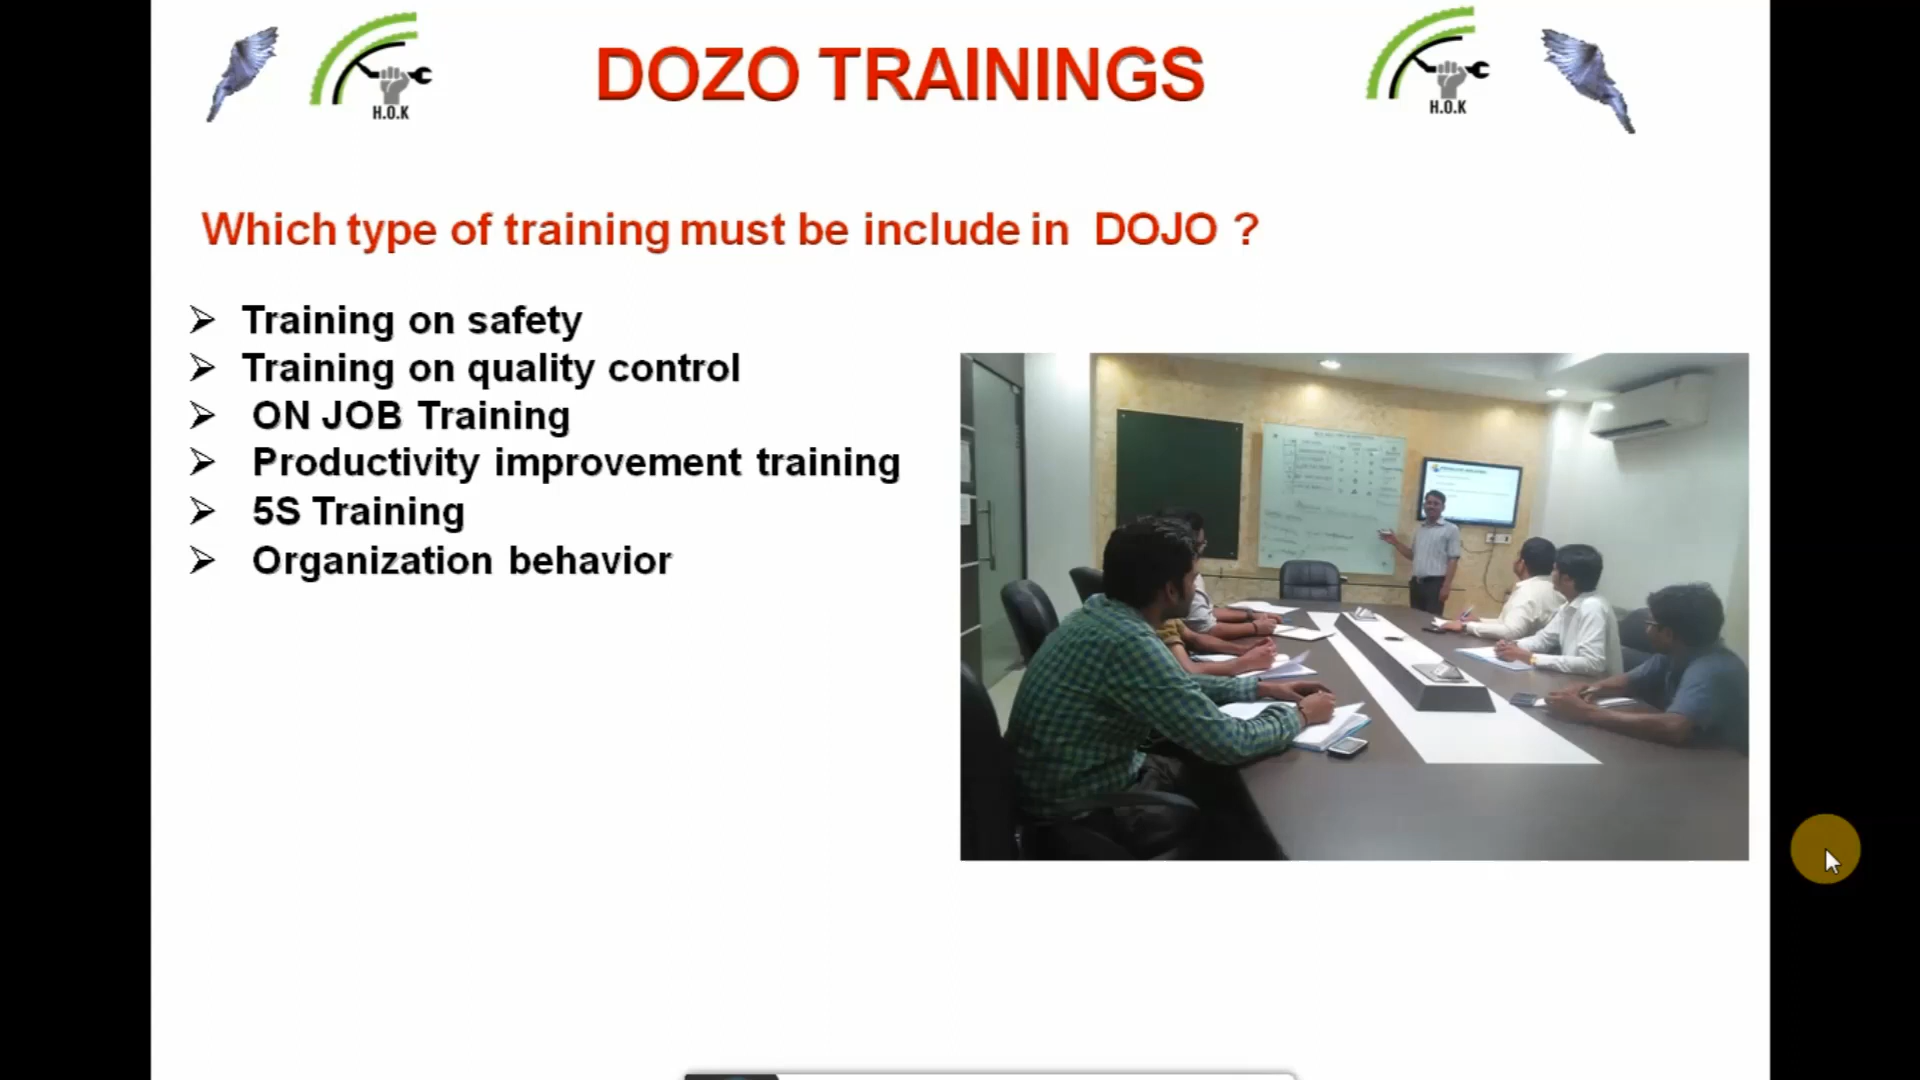 H.O.K
DOZO TRAININGS
H.O.K
Which type of training must be include in DOJO ?
Training on safety
Training on quality control
ON JOB Training
Productivity improvement training
5S Training
Organization behavior